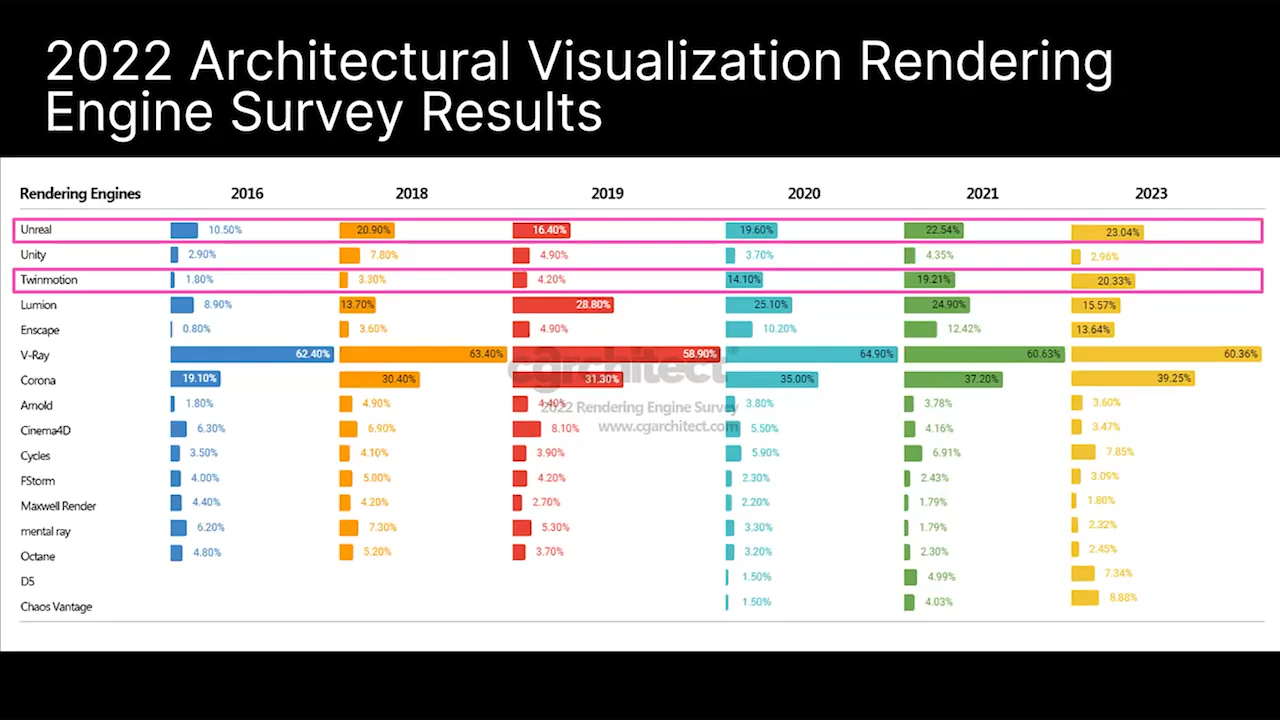 2022 Architectural Visualization Rendering
Engine Survey Results
Rendering Engines 2016 2018 2019 2020 2021 2023
Unreal 10.50% 20.90% 16.40% 19.60% 22.54% 23.04%
Unity 2.90% 7.80% 4.90% 3.70% 4.35% 2.96%
Twinmotion 1.80% 3.30% 4.20% 14.10% 19.21% 20.33%
Lumion 8.90% 13.70% 28.80% 25.10% 24.90% 15.57%
Enscape 0.80% 3.60% 4.90% 10.20% 12.42% 13.64%
V-Ray 62.40% 63.40% 58.90% 64.90% 60.63% 60.36%
cgarchitect
Corona 19.10% 30.40% 31.30% 35.00% 37.20% 39.25%
Arnold 1.80% 4.90% 4.40% 3.80% 3.78% 3.60%
2022 Rendering Engine Survey
www.cgarchitect.com
Cinema4D 6.30% 6.90% 8.10% 5.50% 4.16% 3.47%
Cycles 3.50% 4.10% 3.90% 5.90% 6.91% 7.85%
FStorm 4.00% 5.00% 4.20% 2.30% 2.43% 3.09%
Maxwell Render 4.40% 4.20% 2.70% 2.20% 1.79% 1.80%
mental ray 6.20% 7.30% 5.30% 3.30% 1.79% 2.32%
Octane 4.80% 5.20% 3.70% 3.20% 2.30% 2.45%
D5 1.50% 4.99% 7.34%
Chaos Vantage 1.50% 4.03% 8.88%